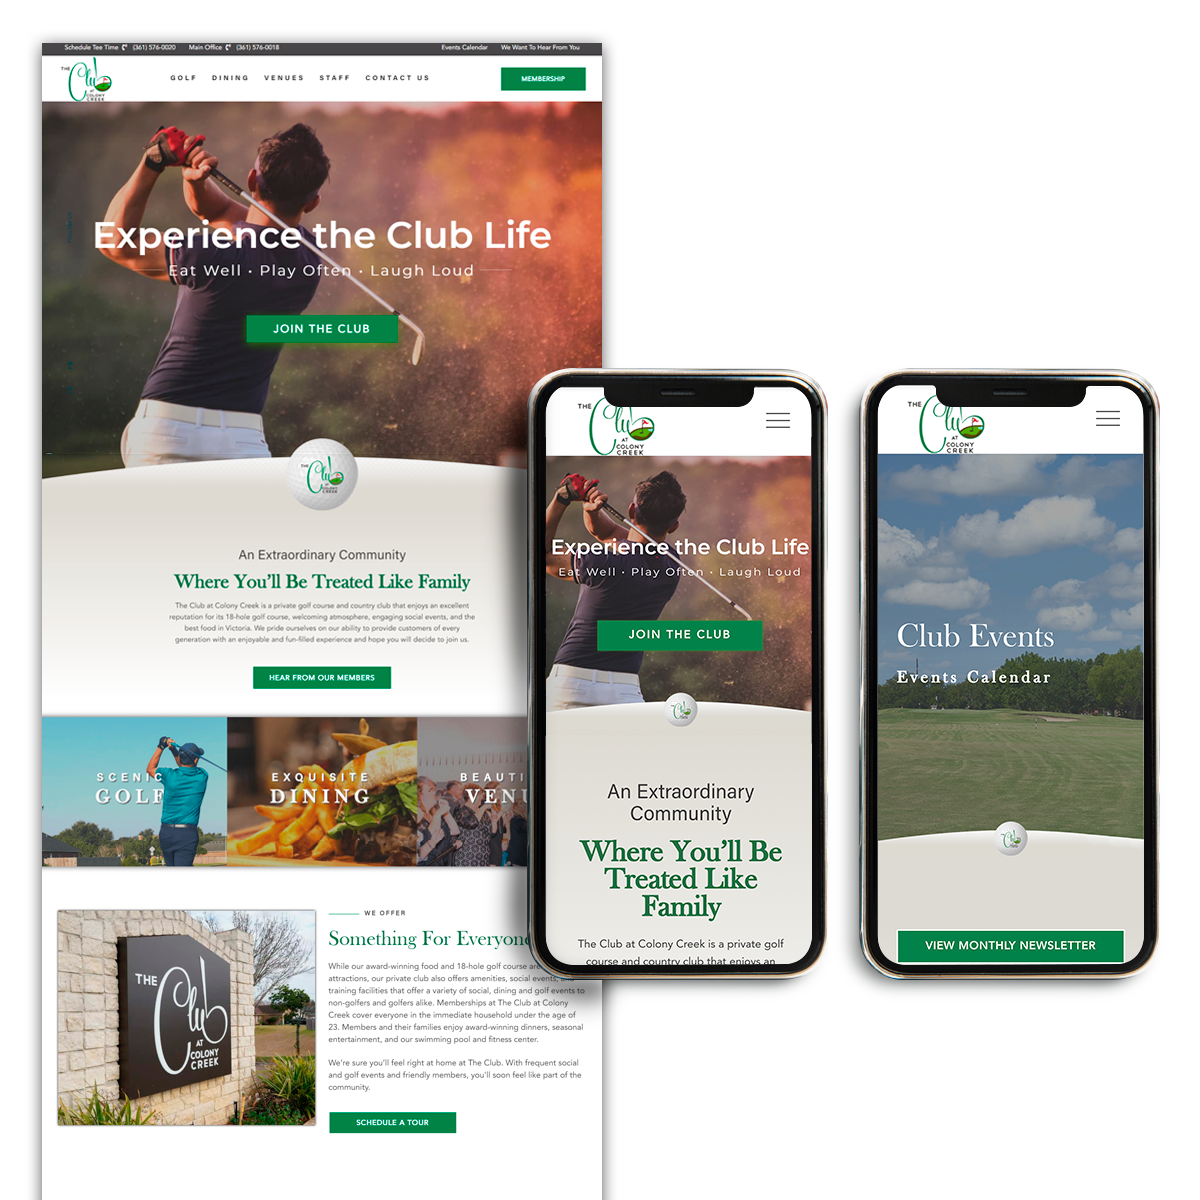 Schedule Tee Time (361) 576-0020 Main Office (361) 576-0018 Events Calendar We Want To Hear From You
THE Club AT COLONY CREEK
GOLF DINING VENUES STAFF CONTACT US
MEMBERSHIP
Experience the Club Life
Eat Well • Play Often • Laugh Loud
JOIN THE CLUB
THE Club AT COLONY CREEK
An Extraordinary Community
Where You'll Be Treated Like Family
The Club at Colony Creek is a private golf course and country club that enjoys an excellent
reputation for its 18-hole golf course, welcoming atmosphere, engaging social events, and the
best food in Victoria. We pride ourselves on our ability to provide customers of every
generation with an enjoyable and fun-filled experience and hope you will decide to join us.
HEAR FROM OUR MEMBERS
SCENIC
GOLF
EXQUISITE
DINING
BEAUTI
VENU
THE
Club
AT
COLONY
CREEK
WE OFFER
Something For Everyone
While our award-winning food and 18-hole golf course are
attractions, our private club also offers amenities, social events, and
training facilities that offer a variety of social, dining and golf events to
non-golfers and golfers alike. Memberships at The Club at Colony
Creek cover everyone in the immediate household under the age of
23. Members and their families enjoy award-winning dinners, seasonal
entertainment, and our swimming pool and fitness center.
We're sure you'll feel right at home at The Club. With frequent social
and golf events and friendly members, you'll soon feel like part of the
community.
SCHEDULE A TOUR
THE
Club
AT
COLONY
CREEK
Experience the Club Life
Eat Well • Play Often • Laugh Loud
JOIN THE CLUB
Club
An Extraordinary
Community
Where You'll Be
Treated Like
Family
The Club at Colony Creek is a private golf
course and country club that enjoys an
THE
Club
AT
COLONY
CREEK
Club Events
Events Calendar
Club
VIEW MONTHLY NEWSLETTER